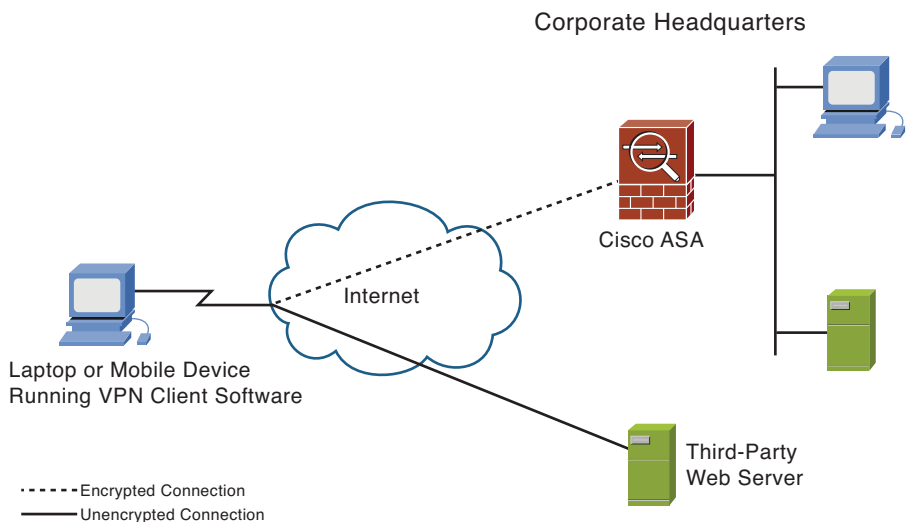 Corporate Headquarters
Cisco ASA
Internet
Laptop or Mobile Device
Running VPN Client Software
Third-Party
Web Server
Encrypted Connection
Unencrypted Connection